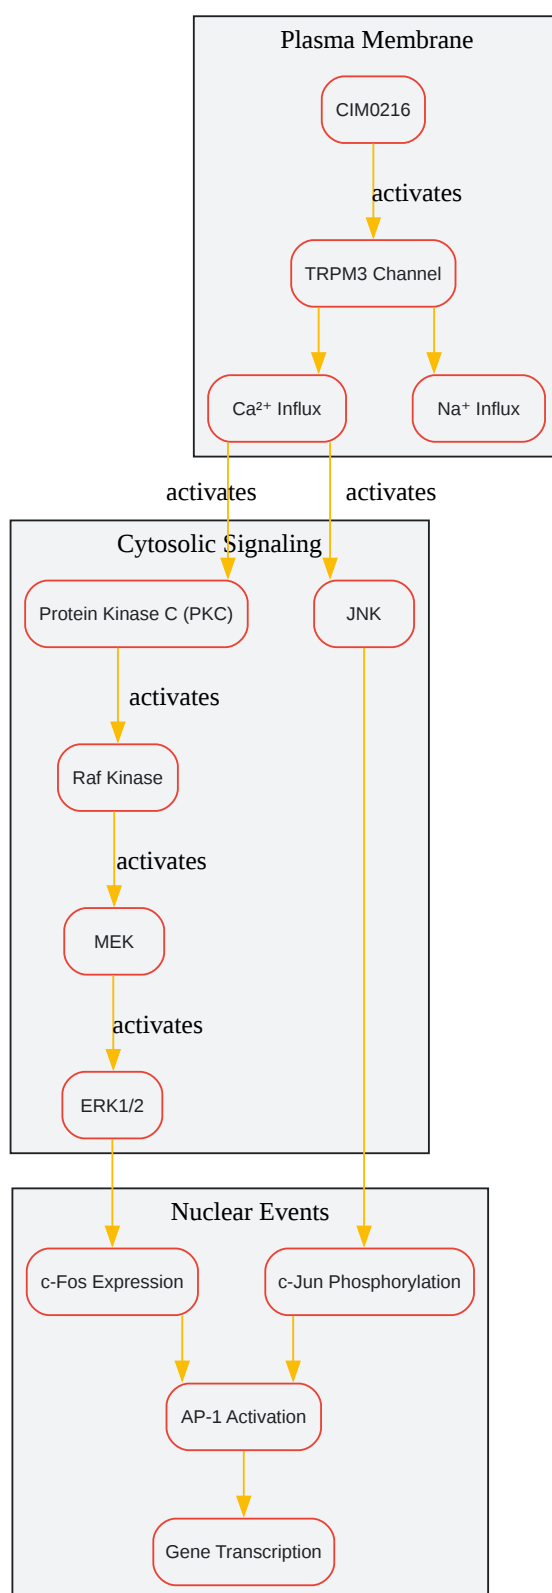 Plasma Membrane
CIM0216
activates
TRPM3 Channel
Ca²⁺ Influx
Na⁺ Influx
activates
activates
Cytosolic Signaling
Protein Kinase C (PKC)
JNK
activates
Raf Kinase
activates
MEK
activates
ERK1/2
Nuclear Events
c-Fos Expression
c-Jun Phosphorylation
AP-1 Activation
Gene Transcription